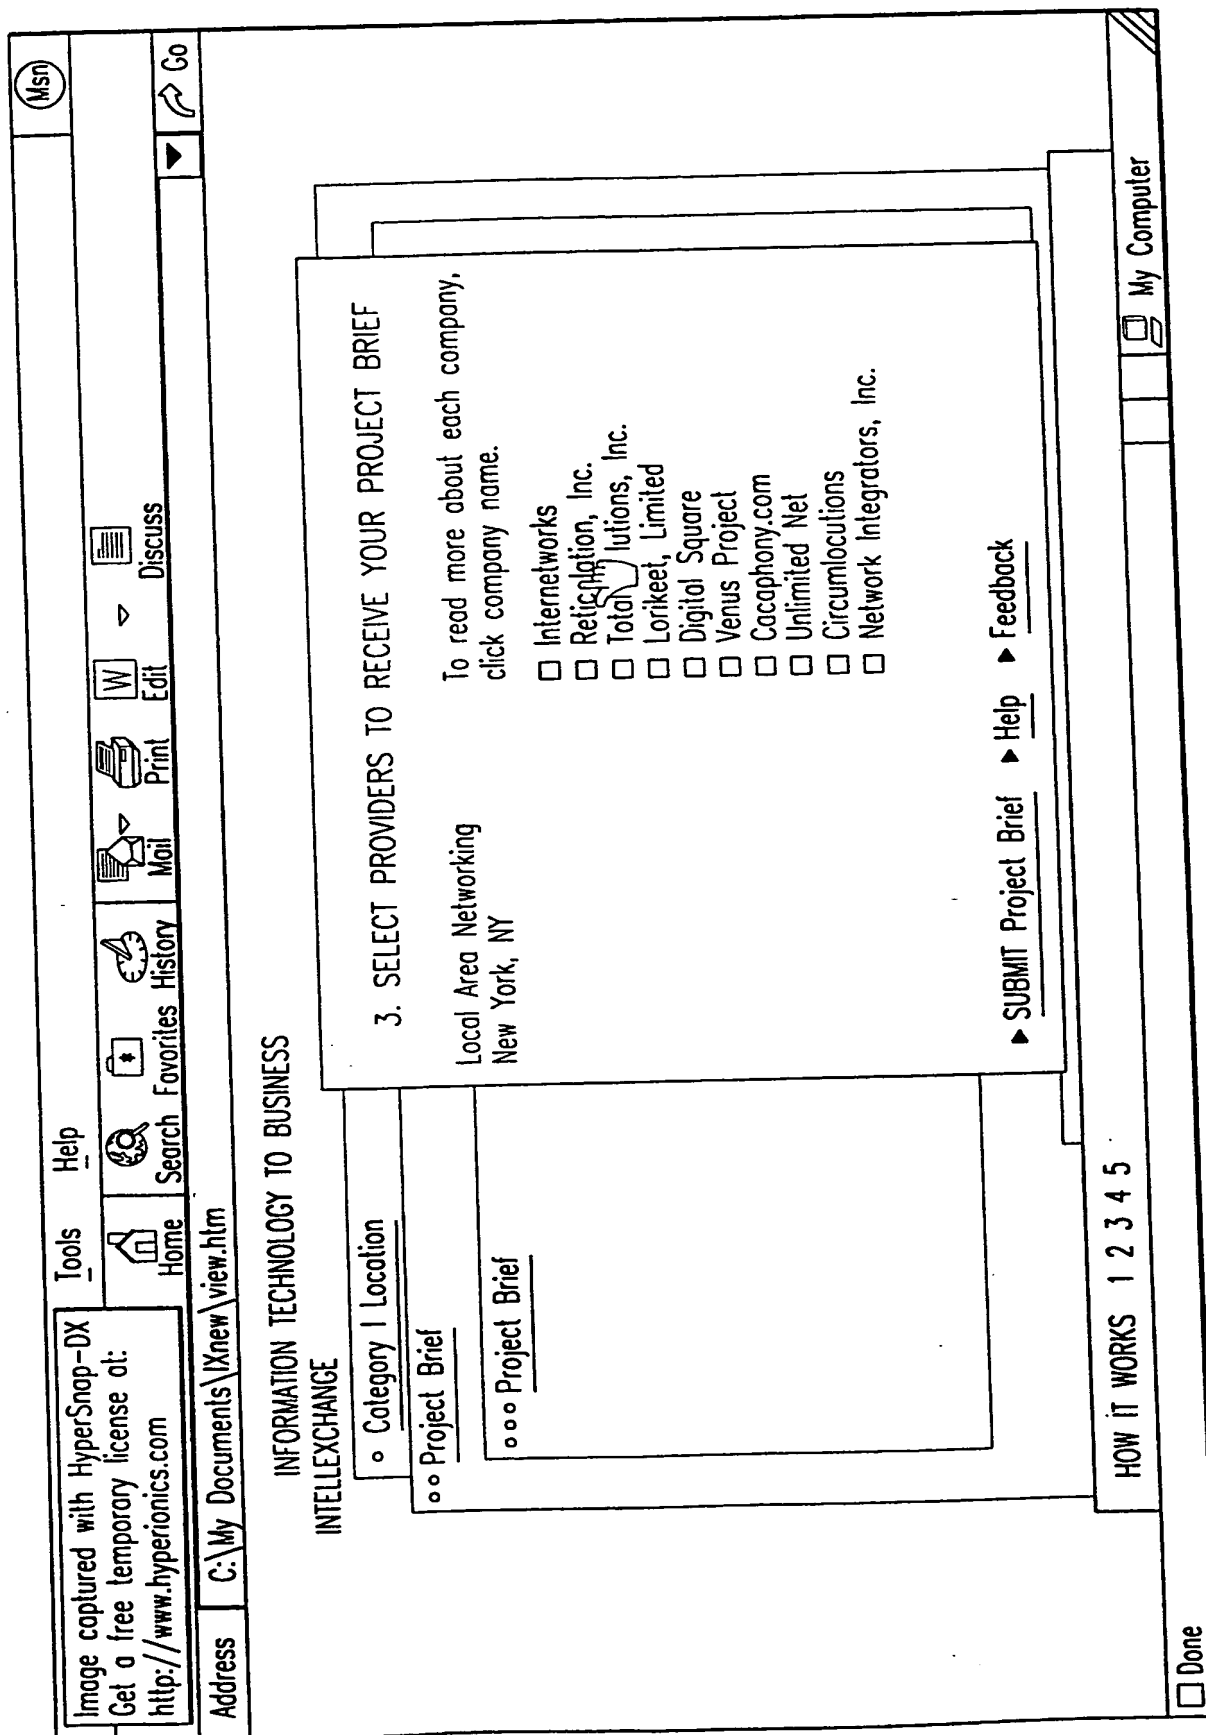 Image captured with HyperSnap-DX
Get a free temporary license at:
http://www.hyperionics.com
Tools Help
Msn
Home Search Favorites History Mail Print Edit Discuss
W
Address C:\My Documents\IXnew\view.htm Go
INFORMATION TECHNOLOGY TO BUSINESS
INTELLEXCHANGE
Category | Location
Project Brief
Project Brief
3. SELECT PROVIDERS TO RECEIVE YOUR PROJECT BRIEF
Local Area Networking
New York, NY
To read more about each company,
click company name.
Internetworks
Reticulation, Inc.
Total lutions, Inc.
Lorikeet, Limited
Digital Square
Venus Project
Cacaphony.com
Unlimited Net
Circumlocutions
Network Integrators, Inc.
SUBMIT Project Brief Help Feedback
HOW IT WORKS 1 2 3 4 5
Done My Computer